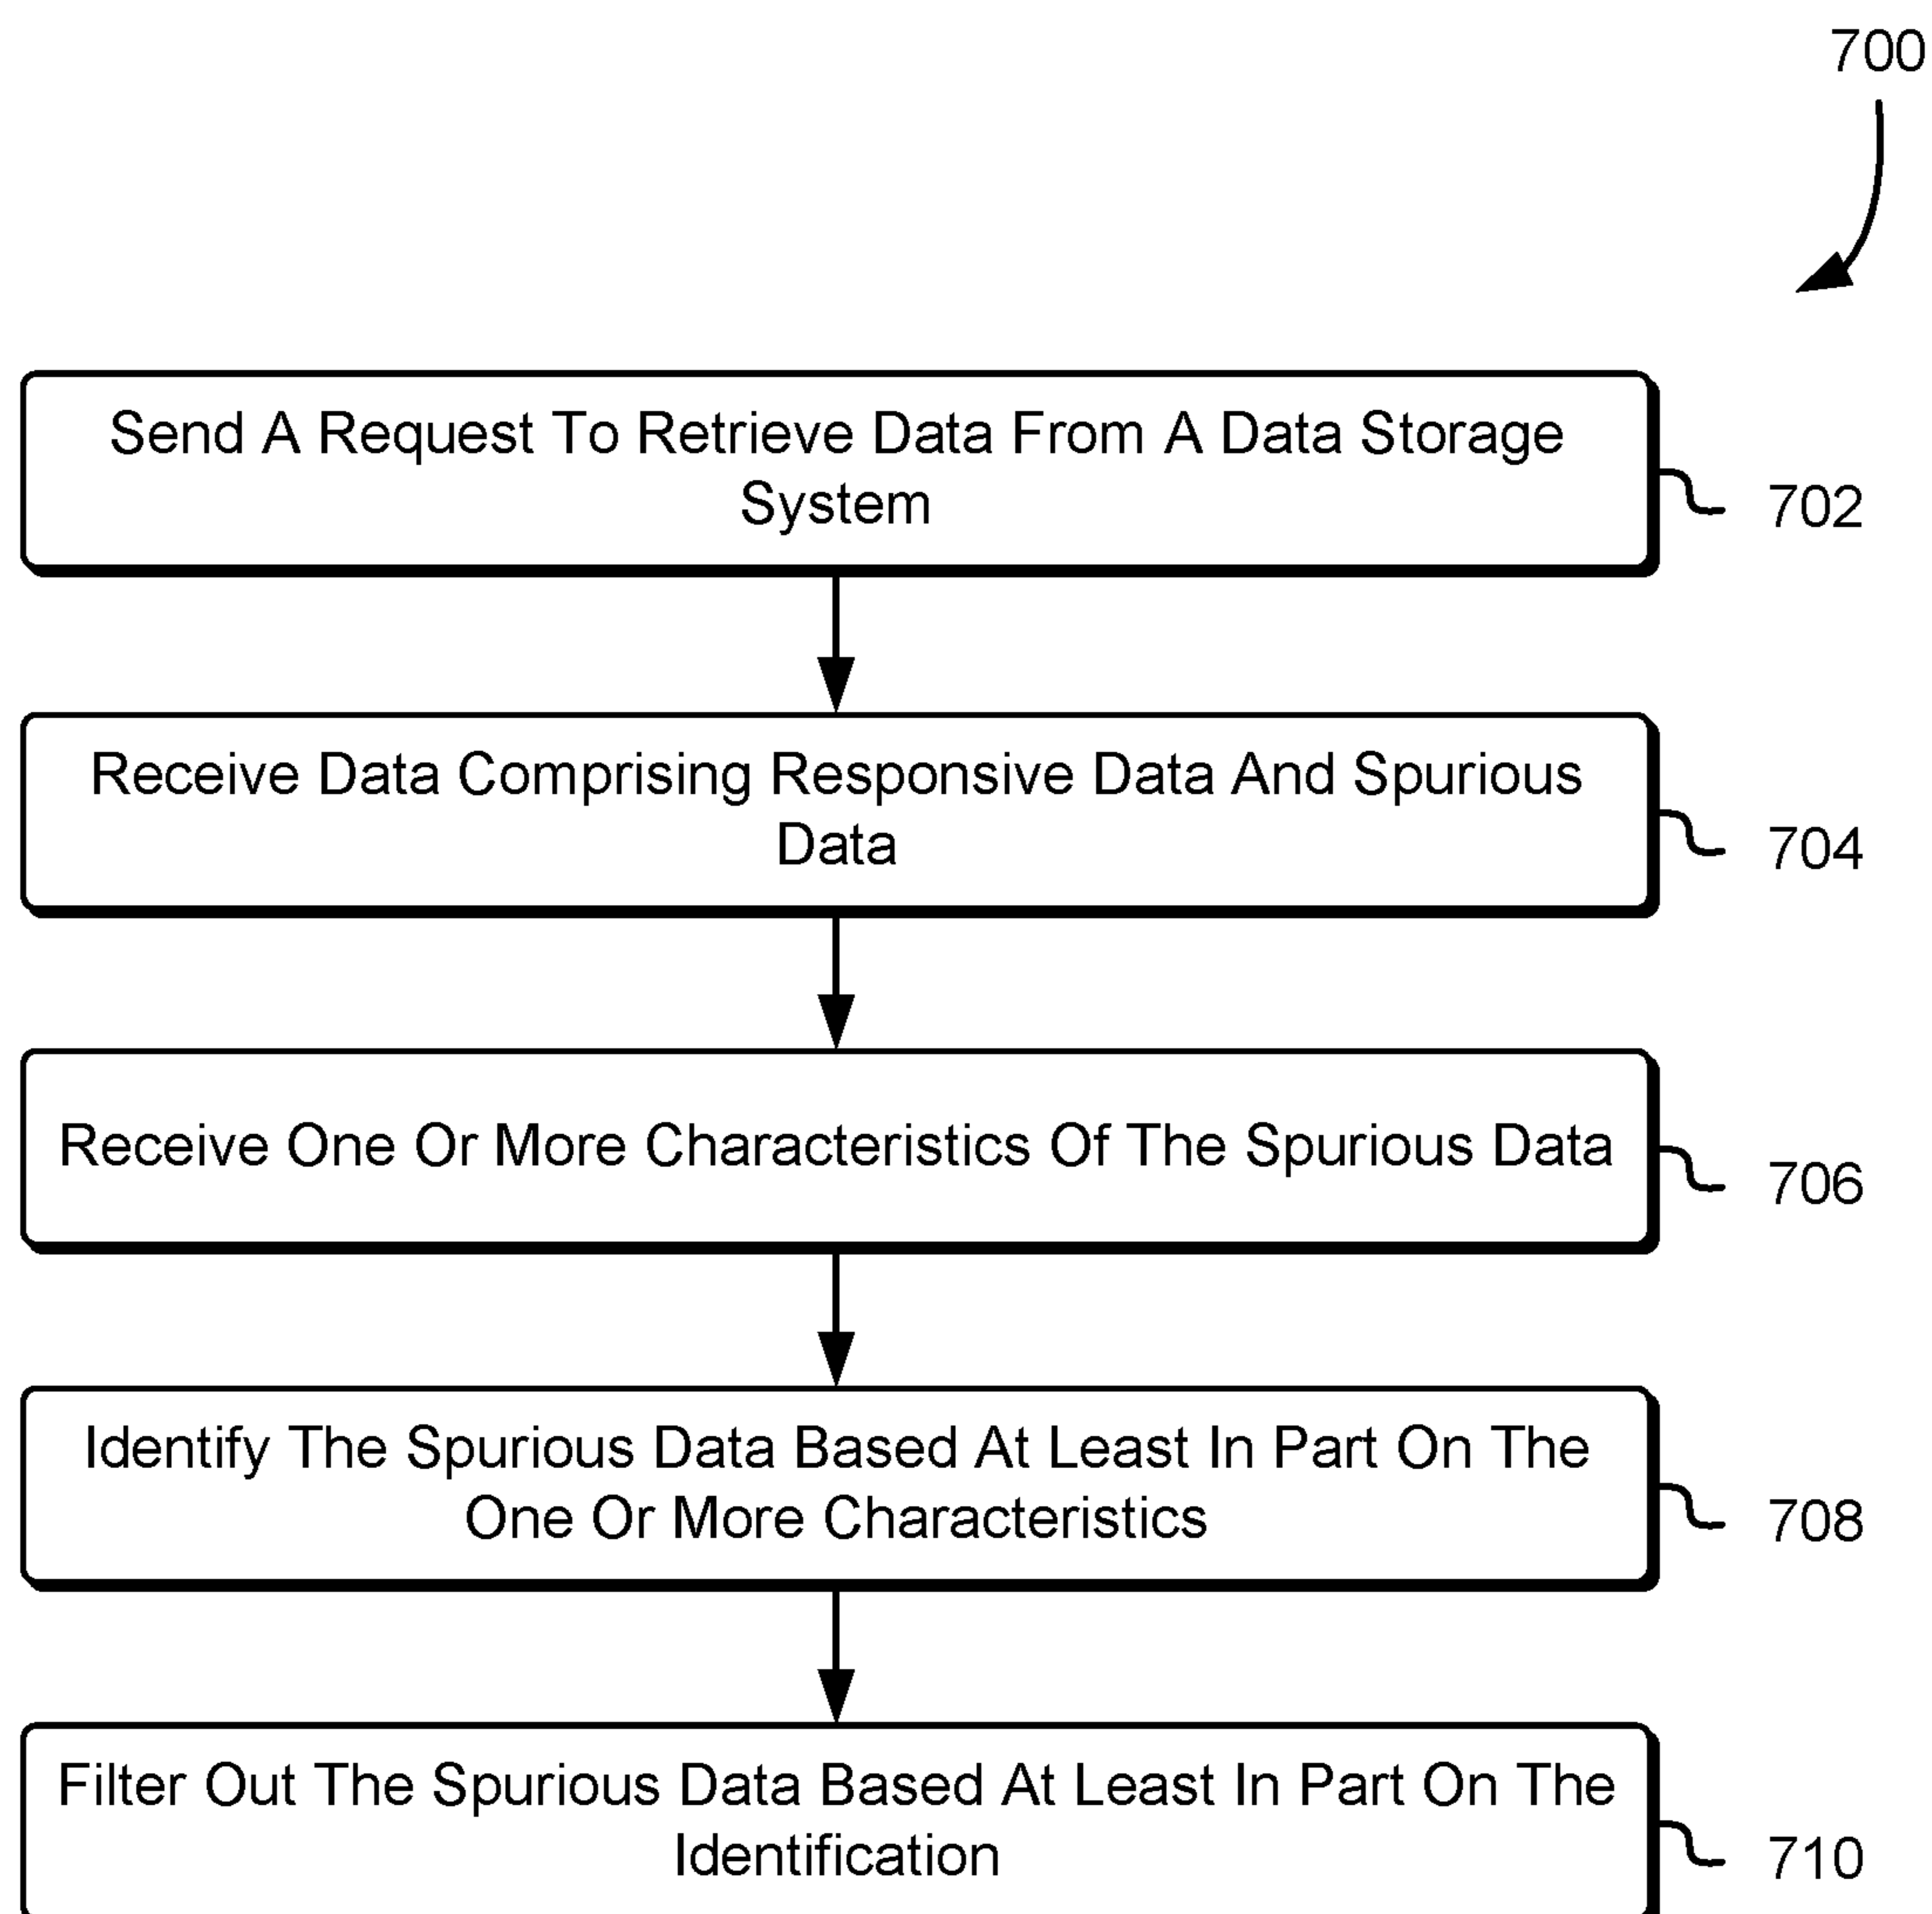 700
Send A Request To Retrieve Data From A Data Storage
System
702
Receive Data Comprising Responsive Data And Spurious
Data
704
Receive One Or More Characteristics Of The Spurious Data
706
Identify The Spurious Data Based At Least In Part On The
One Or More Characteristics
708
Filter Out The Spurious Data Based At Least In Part On The
Identification
710